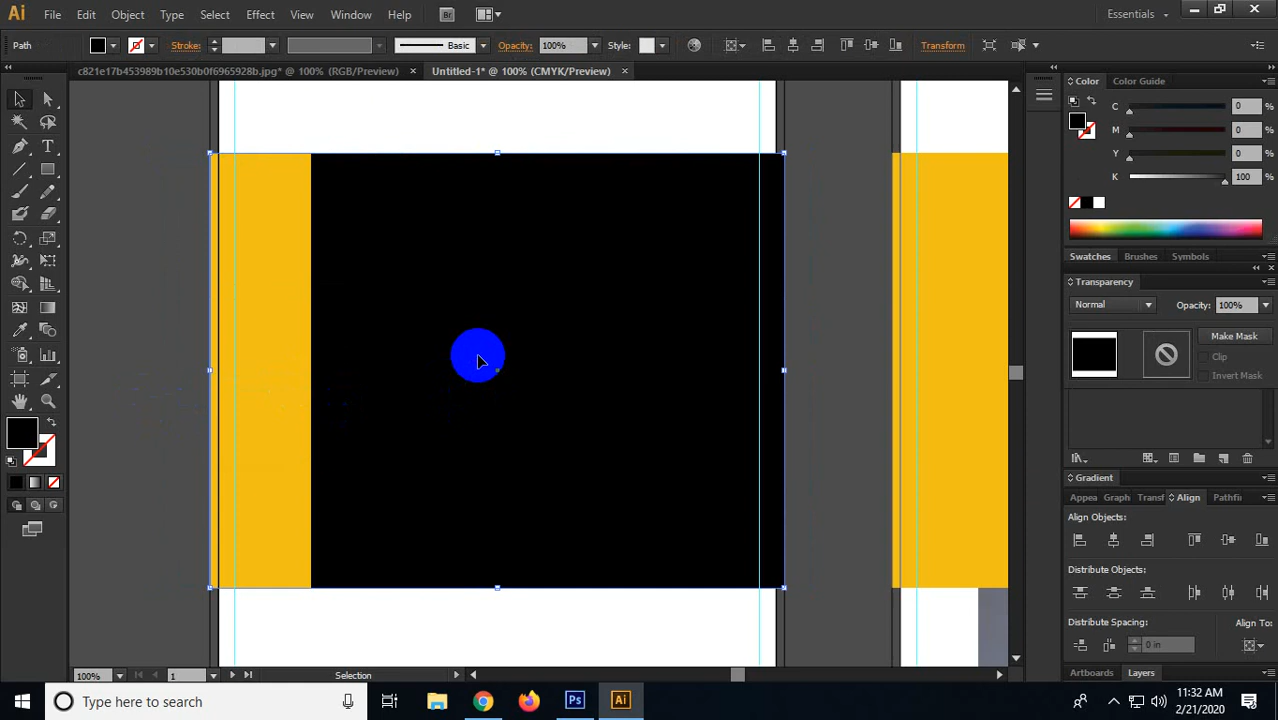 Ai File Edit Object Type Select Effect View Window Help Br Essentials
Path Stroke: Basic Opacity: 100% Style: Transform
c821e17b453989b10e530b0f6965928b.jpg* @ 100% (RGB/Preview) × Untitled-1* @ 100% (CMYK/Preview) ×
Color Color Guide
C 0 %
M 0 %
Y 0 %
K 100 %
Swatches Brushes Symbols
Transparency
Normal Opacity: 100%
Make Mask
Clip
Invert Mask
Gradient
Appea Graph Transf Align Pathfin
Align Objects:
Distribute Objects:
Distribute Spacing: Align To:
0 in
Artboards Layers
100% 1 Selection
Type here to search Ps Ai 11:32 AM
2/21/2020